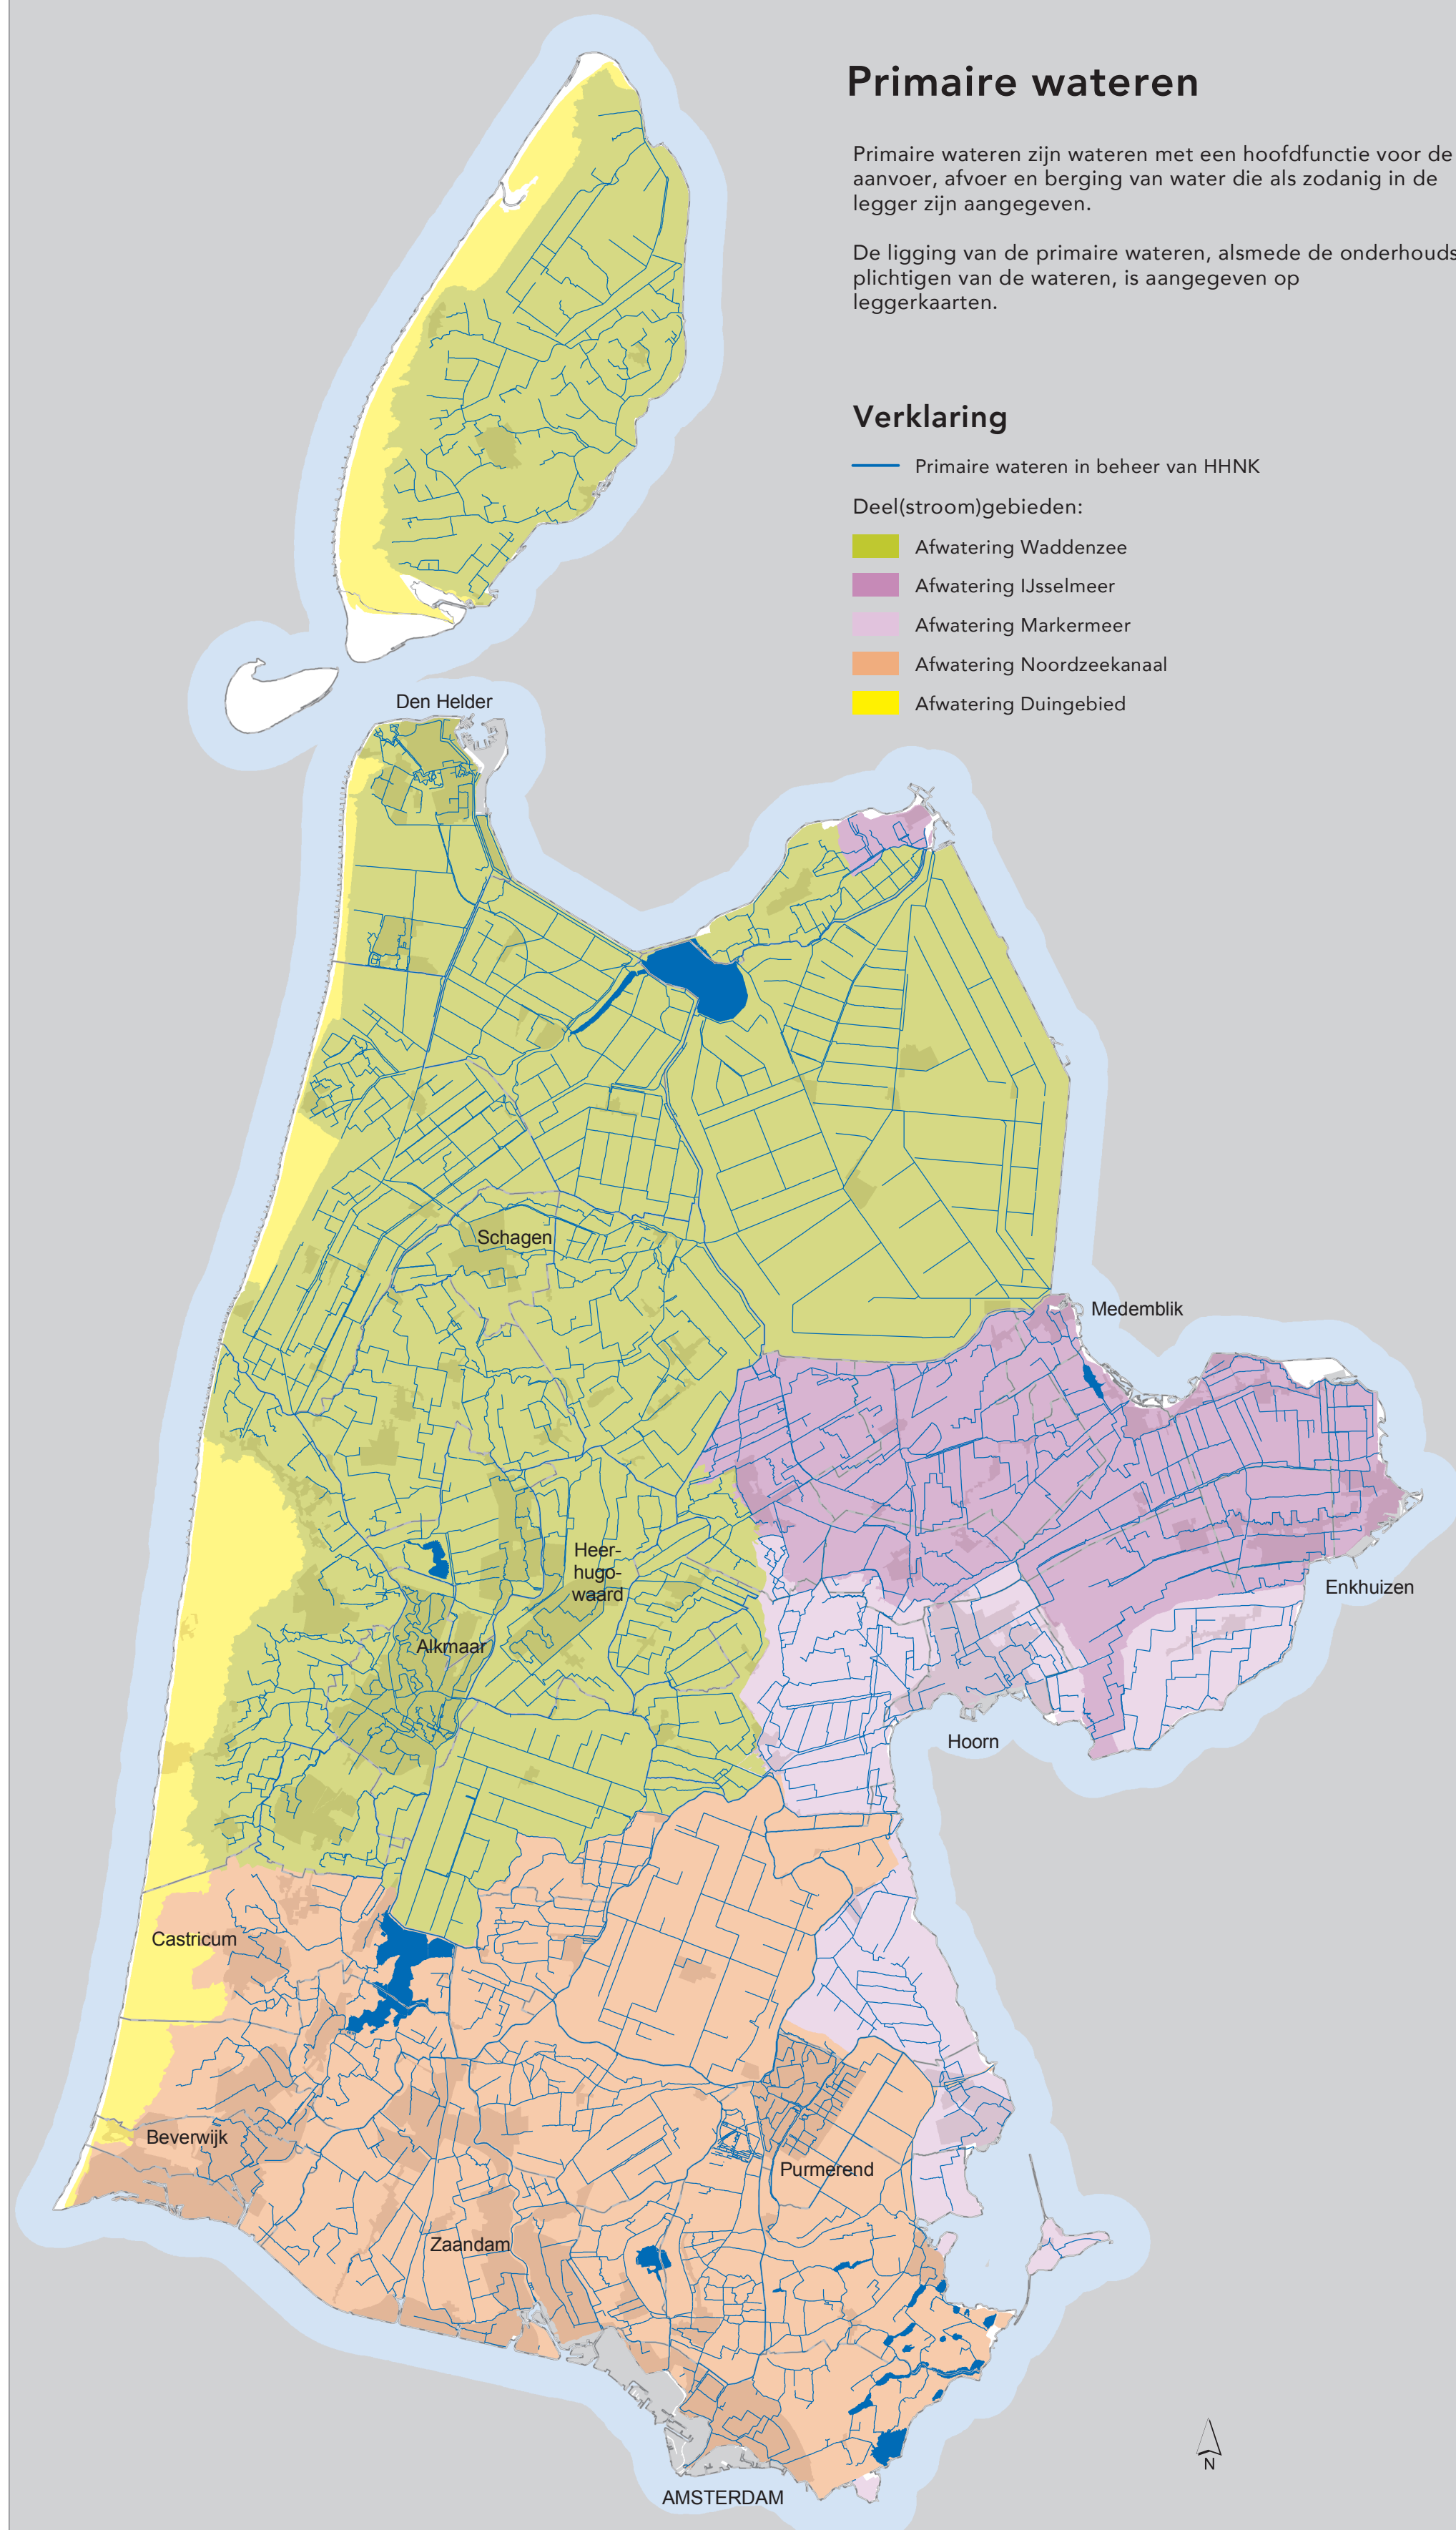 Primaire wateren
Primaire wateren zijn wateren met een hoofdfunctie voor de
aanvoer, afvoer en berging van water die als zodanig in de
legger zijn aangegeven.
De ligging van de primaire wateren, alsmede de onderhouds
plichtigen van de wateren, is aangegeven op
leggerkaarten.
Verklaring
Primaire wateren in beheer van HHNK
Deel(stroom)gebieden:
Afwatering Waddenzee
Afwatering IJsselmeer
Afwatering Markermeer
Afwatering Noordzeekanaal
Afwatering Duingebied
Den Helder
Schagen
Medemblik
Heer-
hugo-
waard
Enkhuizen
Alkmaar
Hoorn
Castricum
Beverwijk
Purmerend
Zaandam
N
AMSTERDAM